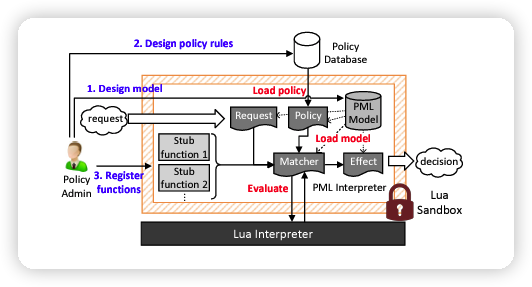 2. Design policy rules
Policy
Database
1. Design model
Load policy
request
Request
Policy
PML
Model
Load model
Stub
function 1
Stub
function 2
⋮
Matcher
Effect
decision
Policy
Admin
3. Register
functions
Evaluate
PML Interpreter
Lua
Sandbox
Lua Interpreter